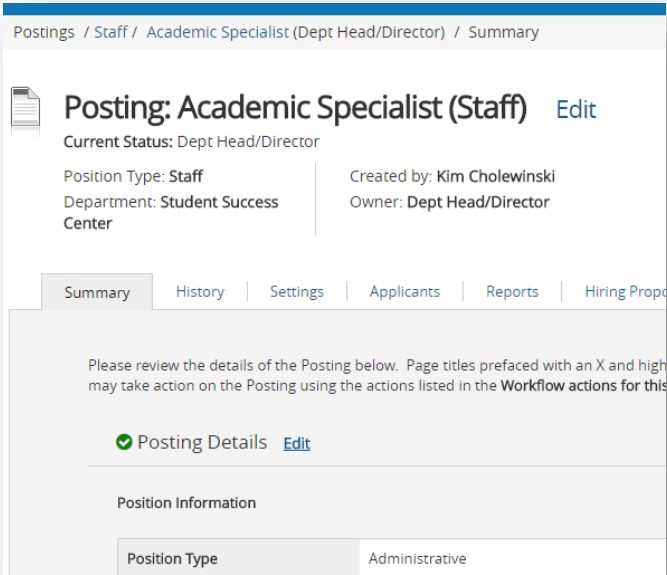 Postings / Staff / Academic Specialist (Dept Head/Director) / Summary
Posting: Academic Specialist (Staff) Edit
Current Status: Dept Head/Director
Position Type: Staff
Department: Student Success
Center
Created by: Kim Cholewinski
Owner: Dept Head/Director
Summary History Settings Applicants Reports Hiring
Please review the details of the Posting below. Page titles prefaced with an X and
may take action on the Posting using the actions listed in the Workflow actions for this
Posting Details Edit
Position Information
Position Type Administrative